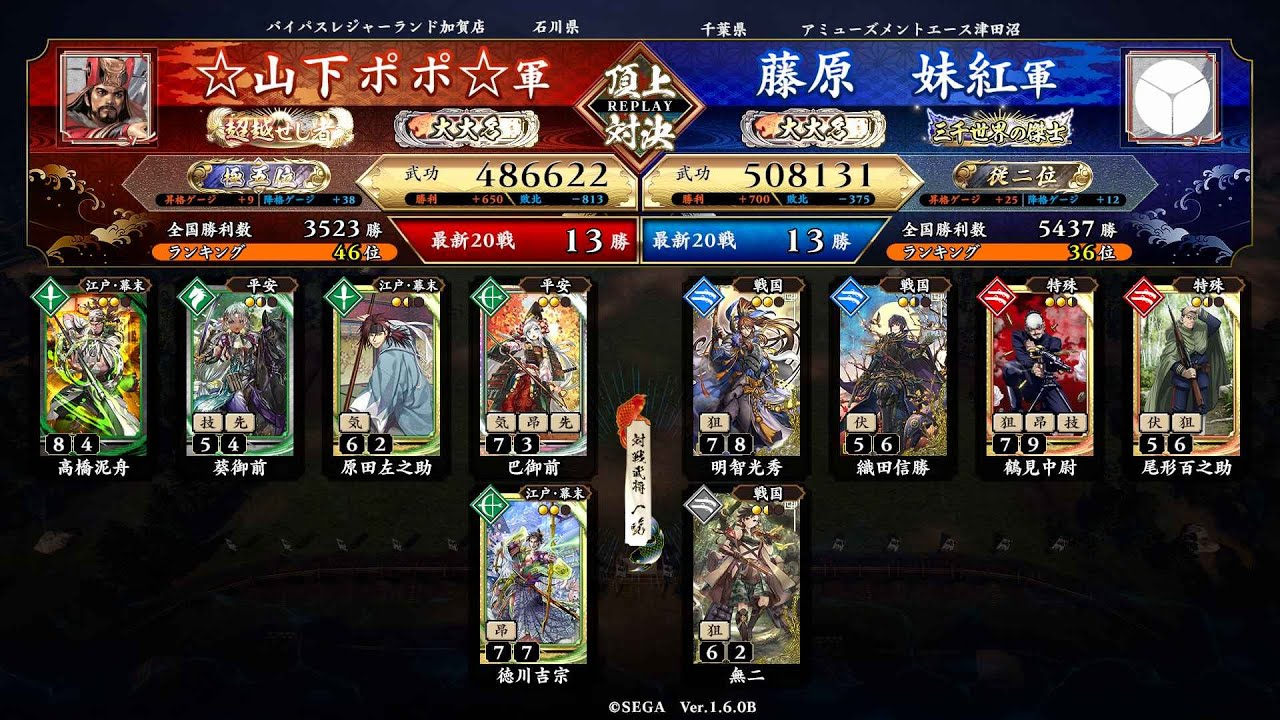 バイパスレジャーランド加賀店 石川県
千葉県 アミューズメントエース津田沼
☆山下ポポ☆軍
頂上
REPLAY
対決
藤原 妹紅軍
超越せし者 大大名
大大名 三千世界の傑士
正五位
昇格ゲージ +9 降格ゲージ +38
武功 486622
勝利 +650 敗北 -813
武功 508131
勝利 +700 敗北 -375
従二位
昇格ゲージ +25 降格ゲージ +12
全国勝利数 3523勝
ランキング 46位
最新20戦 13勝
最新20戦 13勝
全国勝利数 5437勝
ランキング 36位
江戸・幕末
8 4
高橋泥舟
平安
技 先
5 4
葵御前
江戸・幕末
気
6 2
原田左之助
平安
気 昂 先
7 3
巴御前
戦国
狙
7 8
明智光秀
戦国
伏
5 6
織田信勝
特殊
狙 昂 技
7 9
鶴見中尉
特殊
伏 狙
5 6
尾形百之助
対戦武将一覧
江戸・幕末
昂
7 7
徳川吉宗
戦国
狙
6 2
無二
©SEGA Ver.1.6.0B